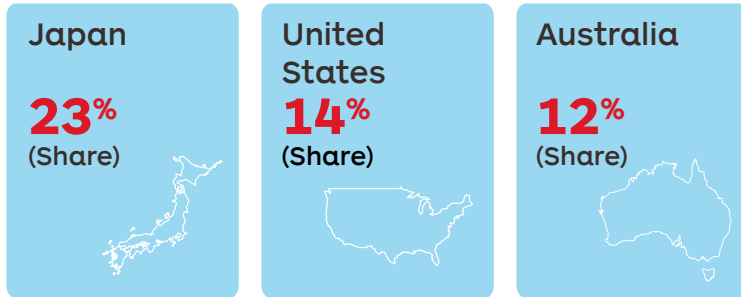 Japan
23%
(Share)
United
States
14%
(Share)
Australia
12%
(Share)